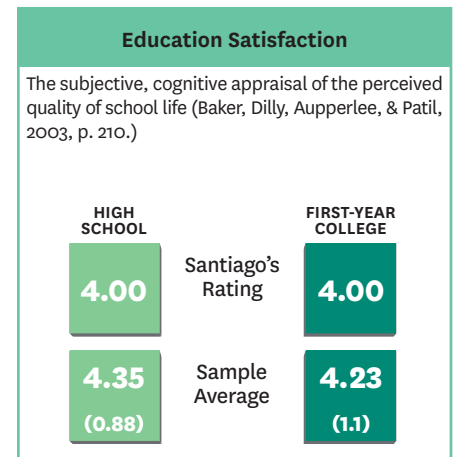 Education Satisfaction
The subjective, cognitive appraisal of the perceived
quality of school life (Baker, Dilly, Aupperlee, & Patil,
2003, p. 210.)
HIGH
SCHOOL
FIRST-YEAR
COLLEGE
4.00
Santiago’s
Rating
4.00
4.35
(0.88)
Sample
Average
4.23
(1.1)